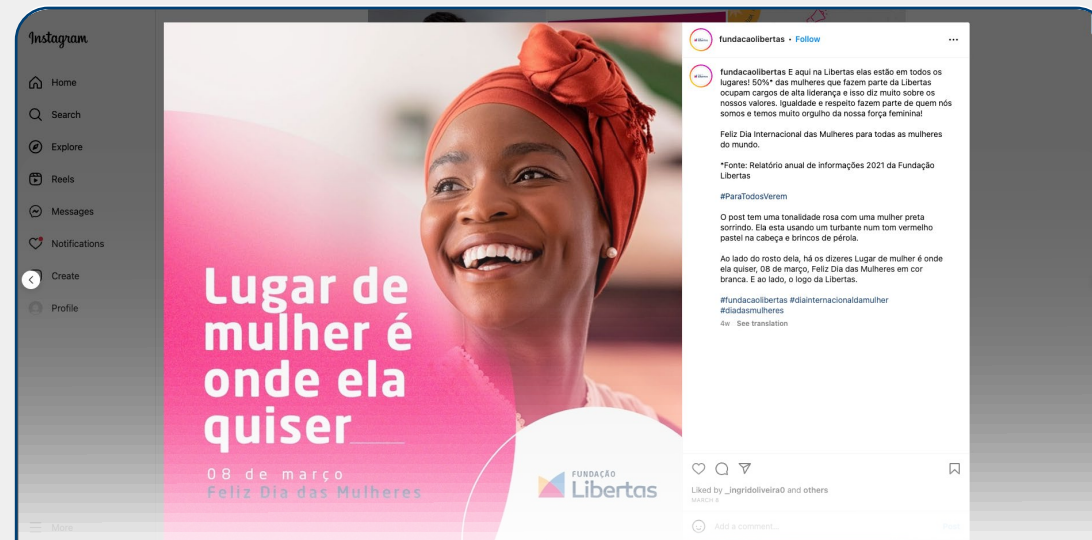 Instagram
Home
Search
Explore
Reels
Messages
Notifications
Create
Profile
More
Lugar de
mulher é
onde ela
quiser
08 de março
Feliz Dia das Mulheres
FUNDAÇÃO
Libertas
fundacaolibertas • Follow
fundacaolibertas E aqui na Libertas elas estão em todos os
lugares! 50%* das mulheres que fazem parte da Libertas
ocupam cargos de alta liderança e isso diz muito sobre os
nossos valores. Igualdade e respeito fazem parte de quem nós
somos e temos muito orgulho da nossa força feminina!
Feliz Dia Internacional das Mulheres para todas as mulheres
do mundo.
*Fonte: Relatório anual de informações 2021 da Fundação
Libertas
#ParaTodosVerem
O post tem uma tonalidade rosa com uma mulher preta
sorrindo. Ela esta usando um turbante num tom vermelho
pastel na cabeça e brincos de pérola.
Ao lado do rosto dela, há os dizeres Lugar de mulher é onde
ela quiser, 08 de março, Feliz Dia das Mulheres em cor
branca. E ao lado, o logo da Libertas.
#fundacaolibertas #diainternacionaldamulher
#diadasmulheres
4w See translation
Liked by _ingridoliveira0 and others
MARCH 8
Add a comment...